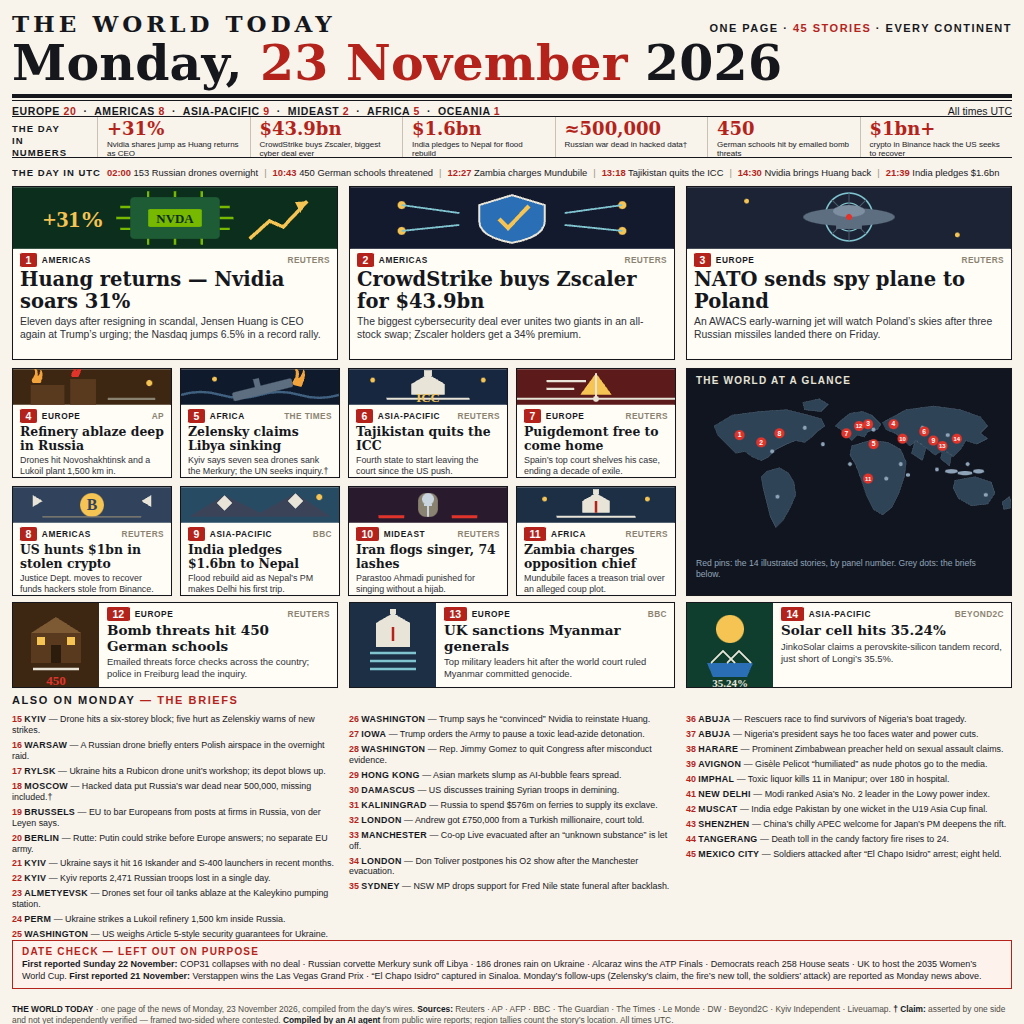 THE WORLD TODAY
ONE PAGE · 45 STORIES · EVERY CONTINENT
Monday, 23 November 2026
EUROPE 20 · AMERICAS 8 · ASIA-PACIFIC 9 · MIDEAST 2 · AFRICA 5 · OCEANIA 1
All times UTC
THE DAY
IN
NUMBERS
+31%
Nvidia shares jump as Huang returns
as CEO
$43.9bn
CrowdStrike buys Zscaler, biggest
cyber deal ever
$1.6bn
India pledges to Nepal for flood
rebuild
≈500,000
Russian war dead in hacked data†
450
German schools hit by emailed bomb
threats
$1bn+
crypto in Binance hack the US seeks
to recover
THE DAY IN UTC 02:00 153 Russian drones overnight | 10:43 450 German schools threatened | 12:27 Zambia charges Mundubile | 13:18 Tajikistan quits the ICC | 14:30 Nvidia brings Huang back | 21:39 India pledges $1.6bn
+31%
NVDA
1 AMERICAS REUTERS
Huang returns — Nvidia
soars 31%
Eleven days after resigning in scandal, Jensen Huang is CEO
again at Trump's urging; the Nasdaq jumps 6.5% in a record rally.
2 AMERICAS REUTERS
CrowdStrike buys Zscaler
for $43.9bn
The biggest cybersecurity deal ever unites two giants in an all-
stock swap; Zscaler holders get a 34% premium.
3 EUROPE REUTERS
NATO sends spy plane to
Poland
An AWACS early-warning jet will watch Poland's skies after three
Russian missiles landed there on Friday.
4 EUROPE AP
Refinery ablaze deep
in Russia
Drones hit Novoshakhtinsk and a
Lukoil plant 1,500 km in.
5 AFRICA THE TIMES
Zelensky claims
Libya sinking
Kyiv says seven sea drones sank
the Merkury; the UN seeks inquiry.†
ICC
6 ASIA-PACIFIC REUTERS
Tajikistan quits the
ICC
Fourth state to start leaving the
court since the US push.
7 EUROPE REUTERS
Puigdemont free to
come home
Spain's top court shelves his case,
ending a decade of exile.
THE WORLD AT A GLANCE
1
2
8
7
12
3
4
5
10
6
9
13
14
11
Red pins: the 14 illustrated stories, by panel number. Grey dots: the briefs
below.
B
8 AMERICAS REUTERS
US hunts $1bn in
stolen crypto
Justice Dept. moves to recover
funds hackers stole from Binance.
9 ASIA-PACIFIC BBC
India pledges
$1.6bn to Nepal
Flood rebuild aid as Nepal's PM
makes Delhi his first trip.
10 MIDEAST REUTERS
Iran flogs singer, 74
lashes
Parastoo Ahmadi punished for
singing without a hijab.
11 AFRICA REUTERS
Zambia charges
opposition chief
Mundubile faces a treason trial over
an alleged coup plot.
450
12 EUROPE REUTERS
Bomb threats hit 450
German schools
Emailed threats force checks across the country;
police in Freiburg lead the inquiry.
13 EUROPE BBC
UK sanctions Myanmar
generals
Top military leaders hit after the world court ruled
Myanmar committed genocide.
35.24%
14 ASIA-PACIFIC BEYOND2C
Solar cell hits 35.24%
JinkoSolar claims a perovskite-silicon tandem record,
just short of Longi's 35.5%.
ALSO ON MONDAY — THE BRIEFS
15 KYIV — Drone hits a six-storey block; five hurt as Zelenskiy warns of new
strikes.
16 WARSAW — A Russian drone briefly enters Polish airspace in the overnight
raid.
17 RYLSK — Ukraine hits a Rubicon drone unit's workshop; its depot blows up.
18 MOSCOW — Hacked data put Russia's war dead near 500,000, missing
included.†
19 BRUSSELS — EU to bar Europeans from posts at firms in Russia, von der
Leyen says.
20 BERLIN — Rutte: Putin could strike before Europe answers; no separate EU
army.
21 KYIV — Ukraine says it hit 16 Iskander and S-400 launchers in recent months.
22 KYIV — Kyiv reports 2,471 Russian troops lost in a single day.
23 ALMETYEVSK — Drones set four oil tanks ablaze at the Kaleykino pumping
station.
24 PERM — Ukraine strikes a Lukoil refinery 1,500 km inside Russia.
25 WASHINGTON — US weighs Article 5-style security guarantees for Ukraine.
26 WASHINGTON — Trump says he "convinced" Nvidia to reinstate Huang.
27 IOWA — Trump orders the Army to pause a toxic lead-azide detonation.
28 WASHINGTON — Rep. Jimmy Gomez to quit Congress after misconduct
evidence.
29 HONG KONG — Asian markets slump as AI-bubble fears spread.
30 DAMASCUS — US discusses training Syrian troops in demining.
31 KALININGRAD — Russia to spend $576m on ferries to supply its exclave.
32 LONDON — Andrew got £750,000 from a Turkish millionaire, court told.
33 MANCHESTER — Co-op Live evacuated after an "unknown substance" is let
off.
34 LONDON — Don Toliver postpones his O2 show after the Manchester
evacuation.
35 SYDNEY — NSW MP drops support for Fred Nile state funeral after backlash.
36 ABUJA — Rescuers race to find survivors of Nigeria's boat tragedy.
37 ABUJA — Nigeria's president says he too faces water and power cuts.
38 HARARE — Prominent Zimbabwean preacher held on sexual assault claims.
39 AVIGNON — Gisèle Pelicot "humiliated" as nude photos go to the media.
40 IMPHAL — Toxic liquor kills 11 in Manipur; over 180 in hospital.
41 NEW DELHI — Modi ranked Asia's No. 2 leader in the Lowy power index.
42 MUSCAT — India edge Pakistan by one wicket in the U19 Asia Cup final.
43 SHENZHEN — China's chilly APEC welcome for Japan's PM deepens the rift.
44 TANGERANG — Death toll in the candy factory fire rises to 24.
45 MEXICO CITY — Soldiers attacked after "El Chapo Isidro" arrest; eight held.
DATE CHECK — LEFT OUT ON PURPOSE
First reported Sunday 22 November: COP31 collapses with no deal · Russian corvette Merkury sunk off Libya · 186 drones rain on Ukraine · Alcaraz wins the ATP Finals · Democrats reach 258 House seats · UK to host the 2035 Women's
World Cup. First reported 21 November: Verstappen wins the Las Vegas Grand Prix · "El Chapo Isidro" captured in Sinaloa. Monday's follow-ups (Zelensky's claim, the fire's new toll, the soldiers' attack) are reported as Monday news above.
THE WORLD TODAY · one page of the news of Monday, 23 November 2026, compiled from the day's wires. Sources: Reuters · AP · AFP · BBC · The Guardian · The Times · Le Monde · DW · Beyond2C · Kyiv Independent · Liveuamap. † Claim: asserted by one side
and not yet independently verified — framed two-sided where contested. Compiled by an AI agent from public wire reports; region tallies count the story's location. All times UTC.